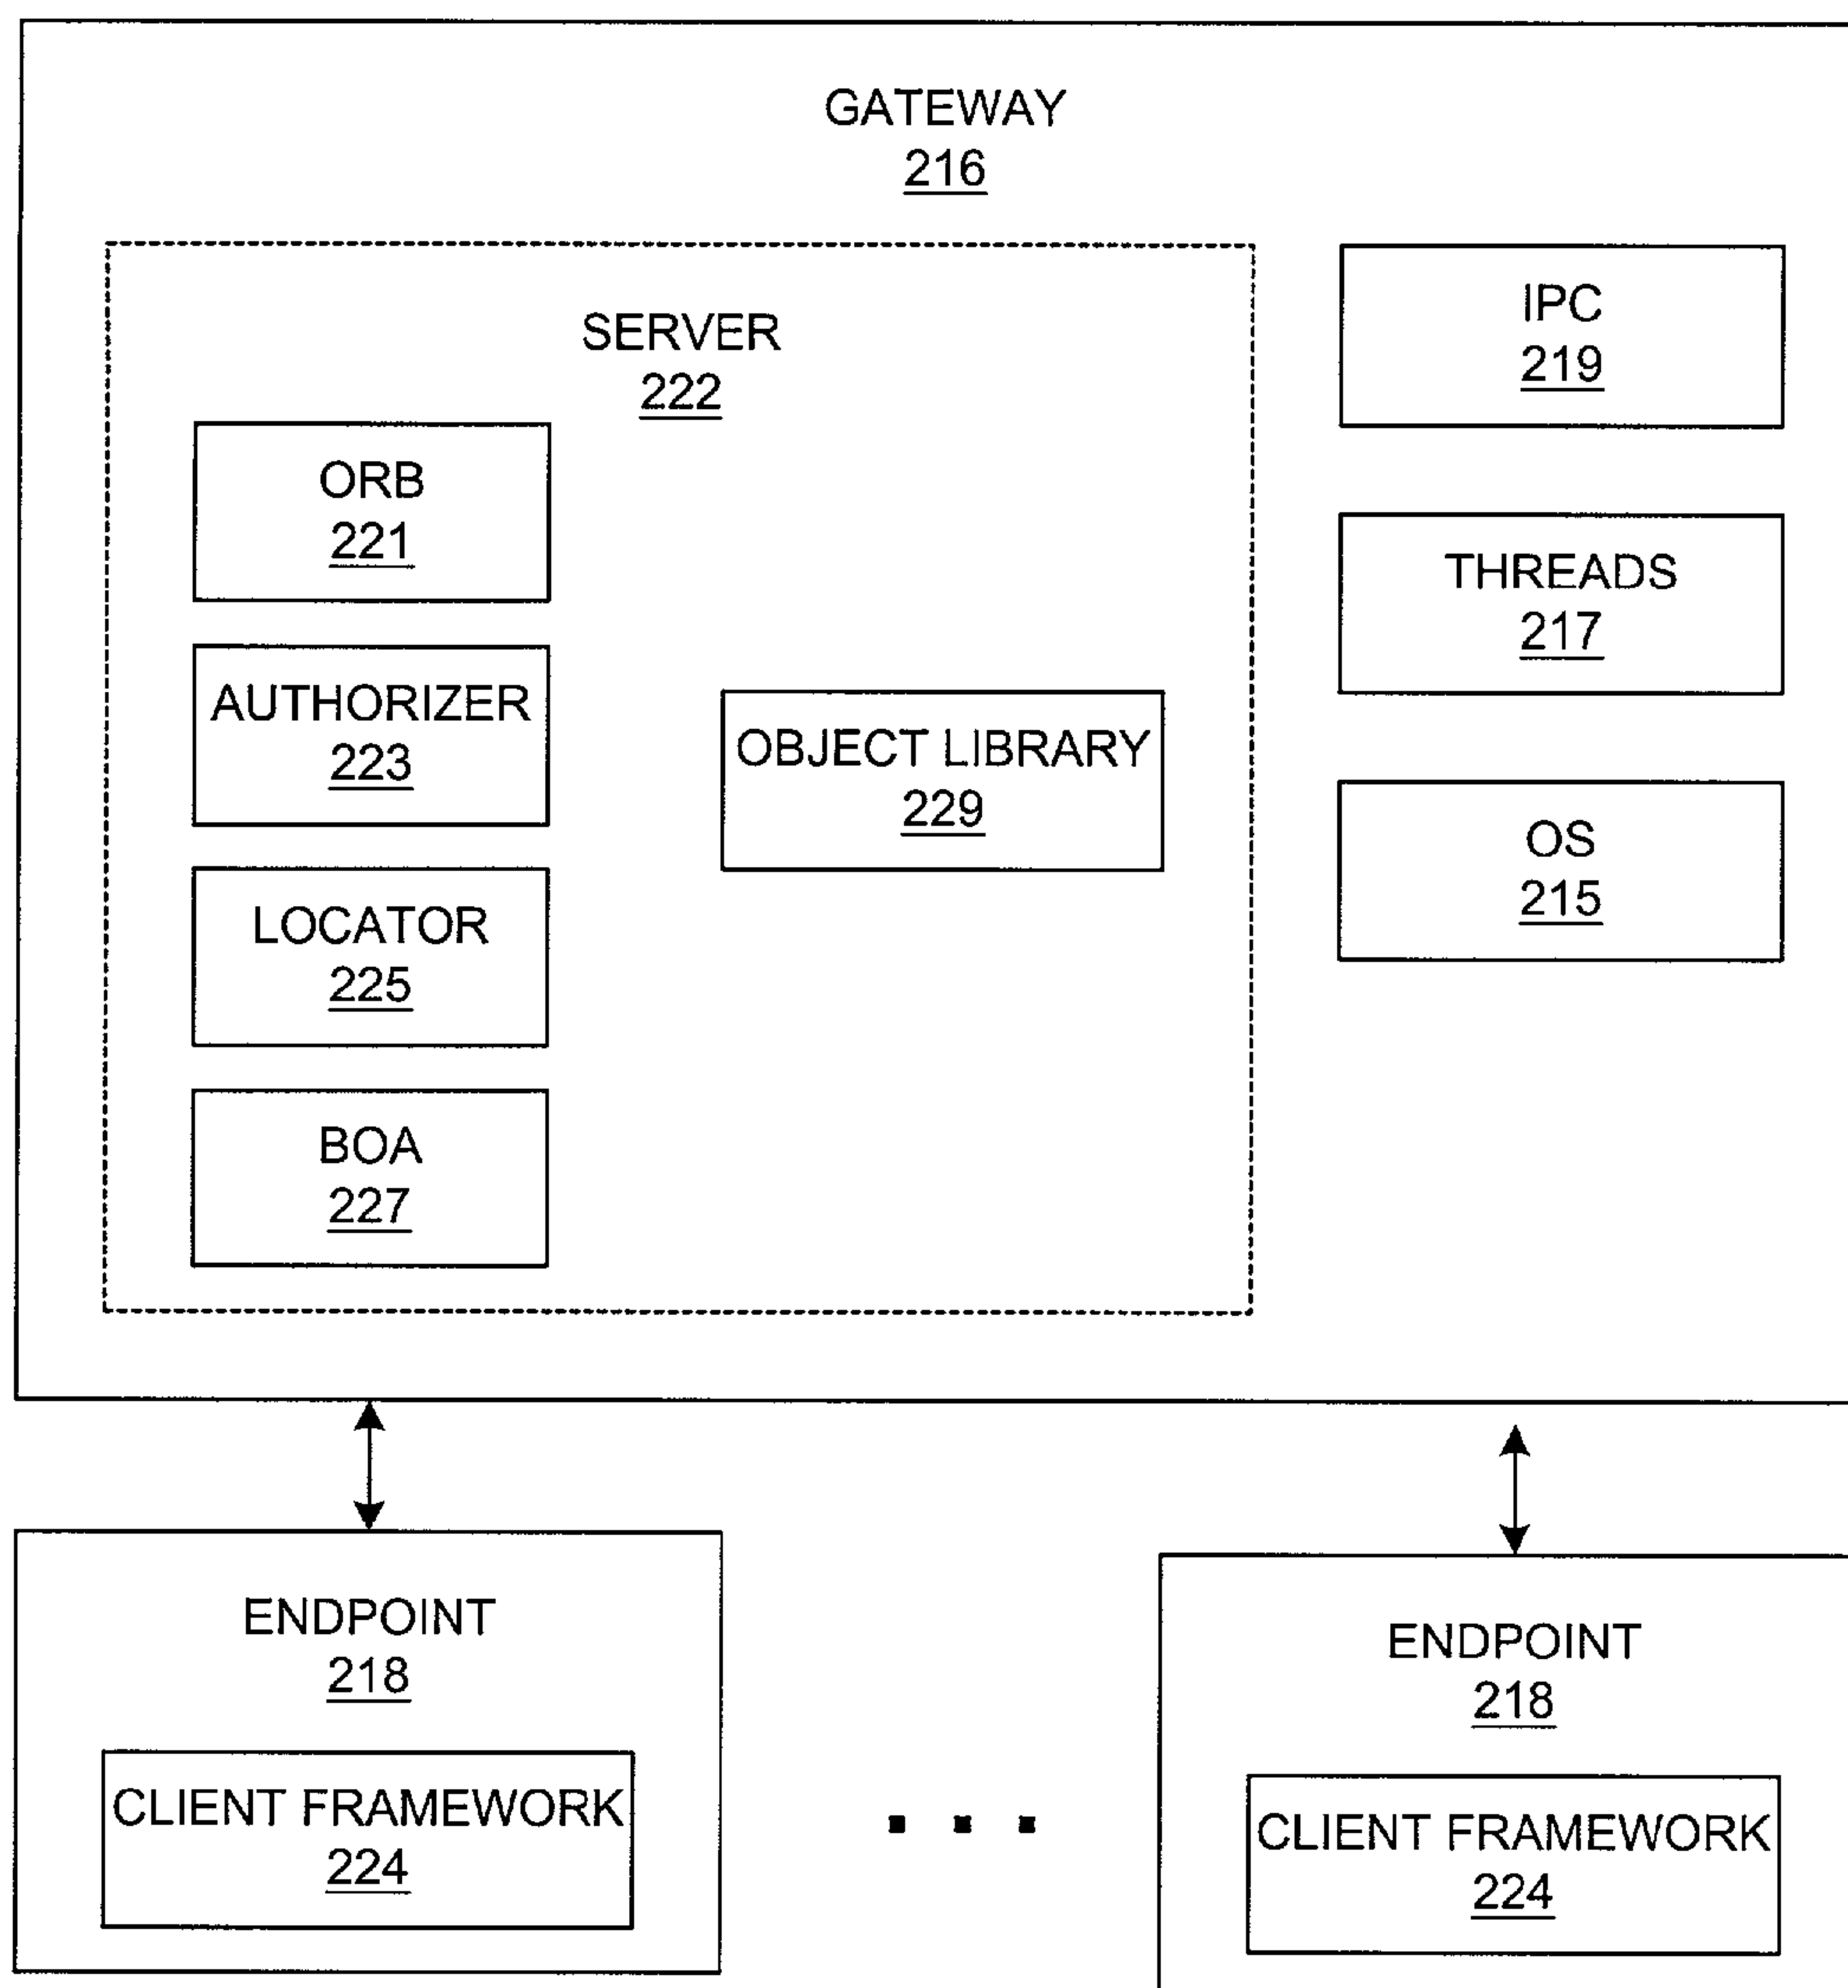 GATEWAY
216
SERVER
222
ORB
221
AUTHORIZER
223
LOCATOR
225
BOA
227
OBJECT LIBRARY
229
IPC
219
THREADS
217
OS
215
ENDPOINT
218
CLIENT FRAMEWORK
224
ENDPOINT
218
CLIENT FRAMEWORK
224